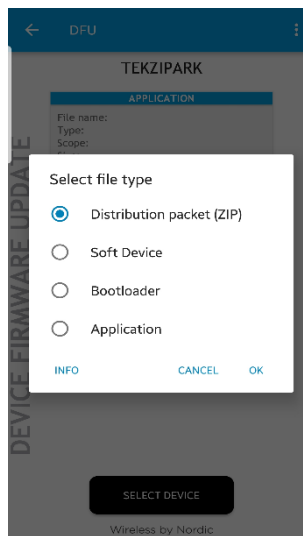 DFU
TEKZIPARK
APPLICATION
File name:
Type:
Scope:
Select file type
Distribution packet (ZIP)
Soft Device
Bootloader
Application
INFO
CANCEL
OK
DEVICE FIRMWARE UPDATE
SELECT DEVICE
Wireless by Nordic